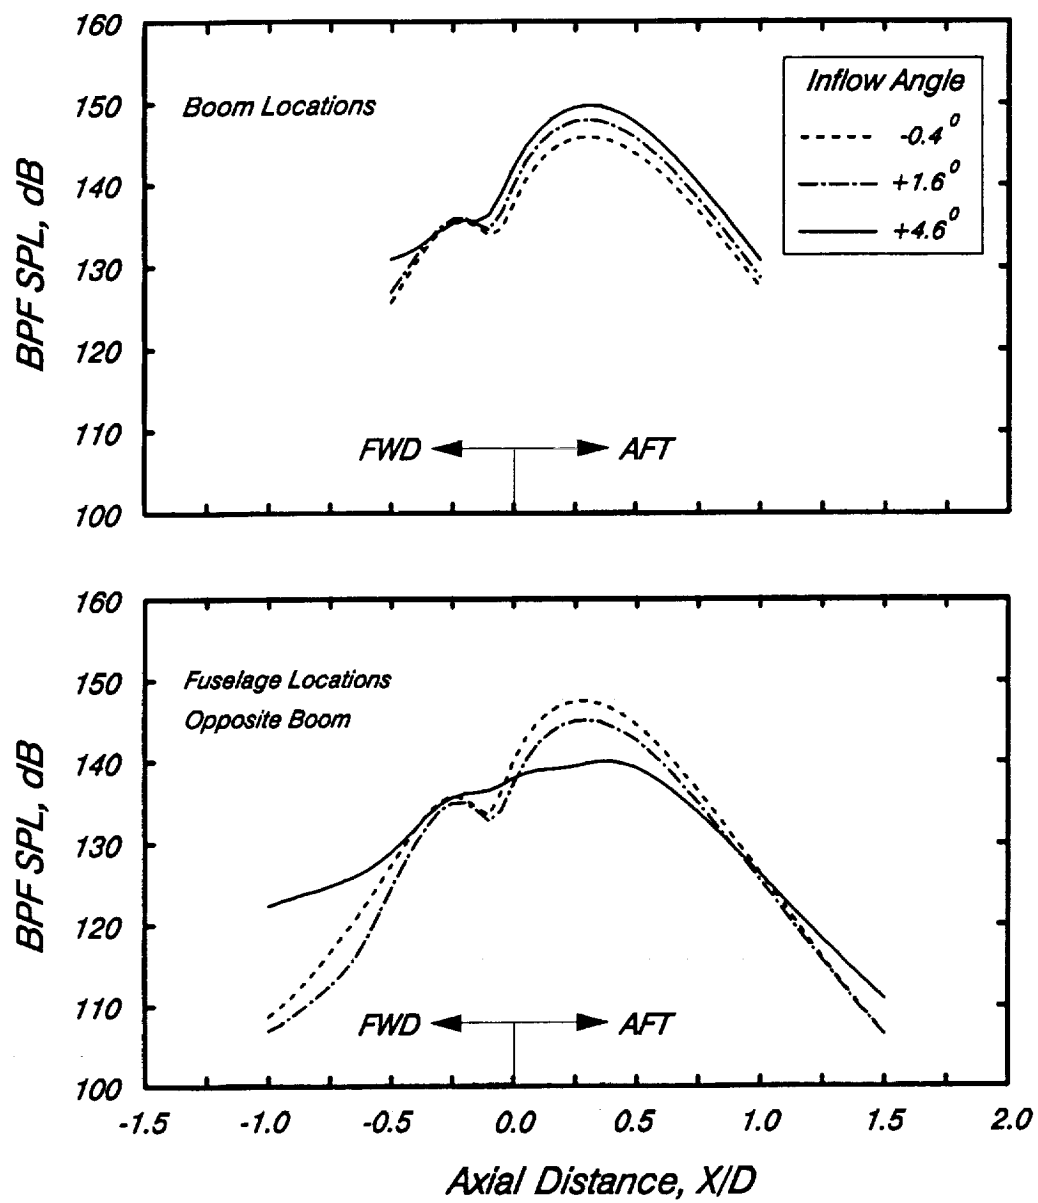 160
150
140
130
120
110
100
BPF SPL, dB
Boom Locations
Inflow Angle
-0.4°
+1.6°
+4.6°
FWD
AFT
160
150
140
130
120
110
100
BPF SPL, dB
Fuselage Locations
Opposite Boom
FWD
AFT
-1.5 -1.0 -0.5 0.0 0.5 1.0 1.5 2.0
Axial Distance, X/D